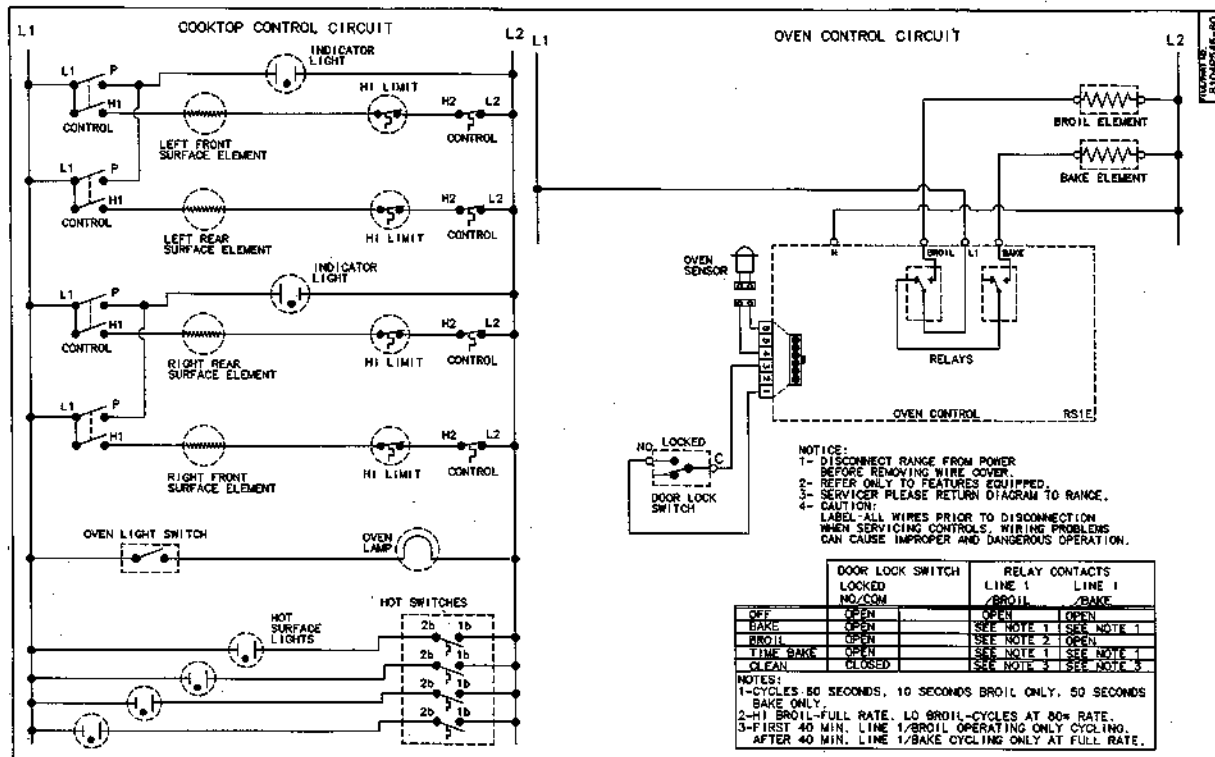 COOKTOP CONTROL CIRCUIT
L1
L2
INDICATOR
LIGHT
L1
P
H1
CONTROL
LEFT FRONT
SURFACE ELEMENT
HI LIMIT
H2
L2
CONTROL
L1
P
H1
CONTROL
LEFT REAR
SURFACE ELEMENT
HI LIMIT
H2
L2
CONTROL
INDICATOR
LIGHT
L1
P
H1
CONTROL
RIGHT REAR
SURFACE ELEMENT
HI LIMIT
H2
L2
CONTROL
L1
P
H1
RIGHT FRONT
SURFACE ELEMENT
HI LIMIT
H2
L2
CONTROL
OVEN LIGHT SWITCH
OVEN
LAMP
HOT SWITCHES
HOT
SURFACE
LIGHTS
2b 1b
2b 1b
2b 1b
2b 1b
OVEN CONTROL CIRCUIT
L1
L2
BROIL ELEMENT
BAKE ELEMENT
OVEN
SENSOR
N
BROIL
L1
BAKE
RELAYS
6
5
4
3
2
1
OVEN CONTROL
RS1E
NO
LOCKED
C
DOOR LOCK
SWITCH
NOTICE:
1- DISCONNECT RANGE FROM POWER
BEFORE REMOVING WIRE COVER.
2- REFER ONLY TO FEATURES EQUIPPED.
3- SERVICER PLEASE RETURN DIAGRAM TO RANGE.
4- CAUTION:
LABEL ALL WIRES PRIOR TO DISCONNECTION
WHEN SERVICING CONTROLS. WIRING PROBLEMS
CAN CAUSE IMPROPER AND DANGEROUS OPERATION.
DOOR LOCK SWITCH RELAY CONTACTS
LOCKED LINE 1 LINE 1
NO/COM /BROIL /BAKE
OFF OPEN OPEN OPEN
BAKE OPEN SEE NOTE 1 SEE NOTE 1
BROIL OPEN SEE NOTE 2 OPEN
TIME BAKE OPEN SEE NOTE 1 SEE NOTE 1
CLEAN CLOSED SEE NOTE 3 SEE NOTE 3
NOTES:
1-CYCLES 60 SECONDS, 10 SECONDS BROIL ONLY, 50 SECONDS
BAKE ONLY.
2-HI BROIL-FULL RATE. LO BROIL-CYCLES AT 80% RATE.
3-FIRST 40 MIN. LINE 1/BROIL OPERATING ONLY CYCLING.
AFTER 40 MIN. LINE 1/BAKE CYCLING ONLY AT FULL RATE.